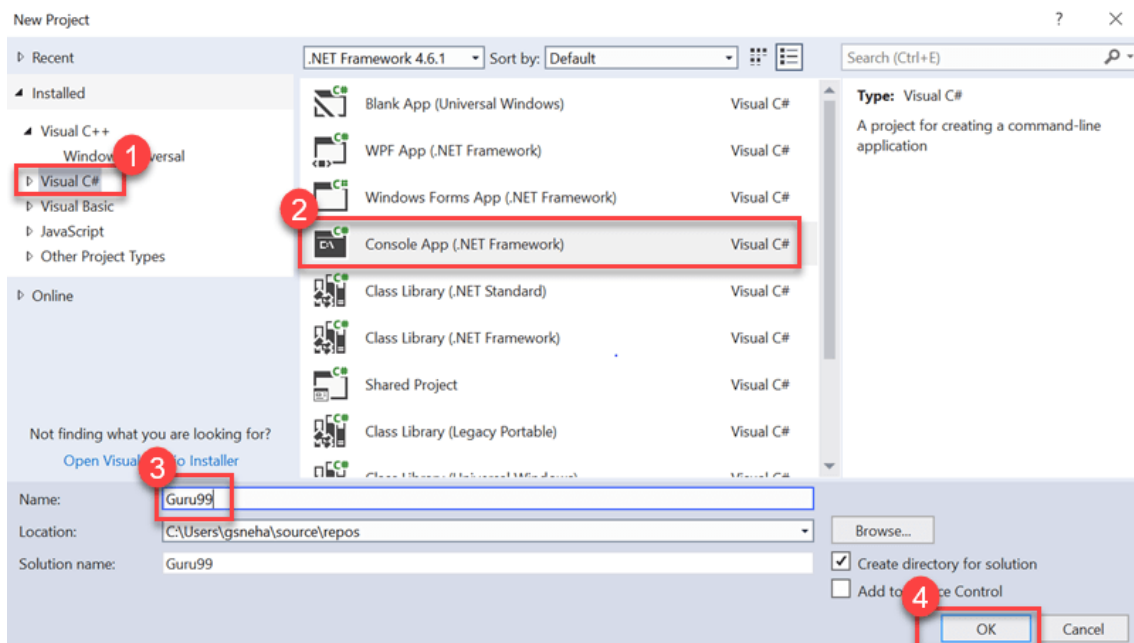 New Project ? ×
Recent
.NET Framework 4.6.1 Sort by: Default
Search (Ctrl+E)
Installed
Visual C++
Visual C#
Visual Basic
JavaScript
Other Project Types
Online
Not finding what you are looking for?
Open Installer
1
2
3
4
Blank App (Universal Windows) Visual C#
WPF App (.NET Framework) Visual C#
Windows Forms App (.NET Framework) Visual C#
Console App (.NET Framework) Visual C#
Class Library (.NET Standard) Visual C#
Class Library (.NET Framework) Visual C#
Shared Project Visual C#
Class Library (Legacy Portable) Visual C#
Type: Visual C#
A project for creating a command-line
application
Name: Guru99
Location: C:\Users\gsneha\source\repos
Browse...
Solution name: Guru99
Create directory for solution
Add Control
OK Cancel